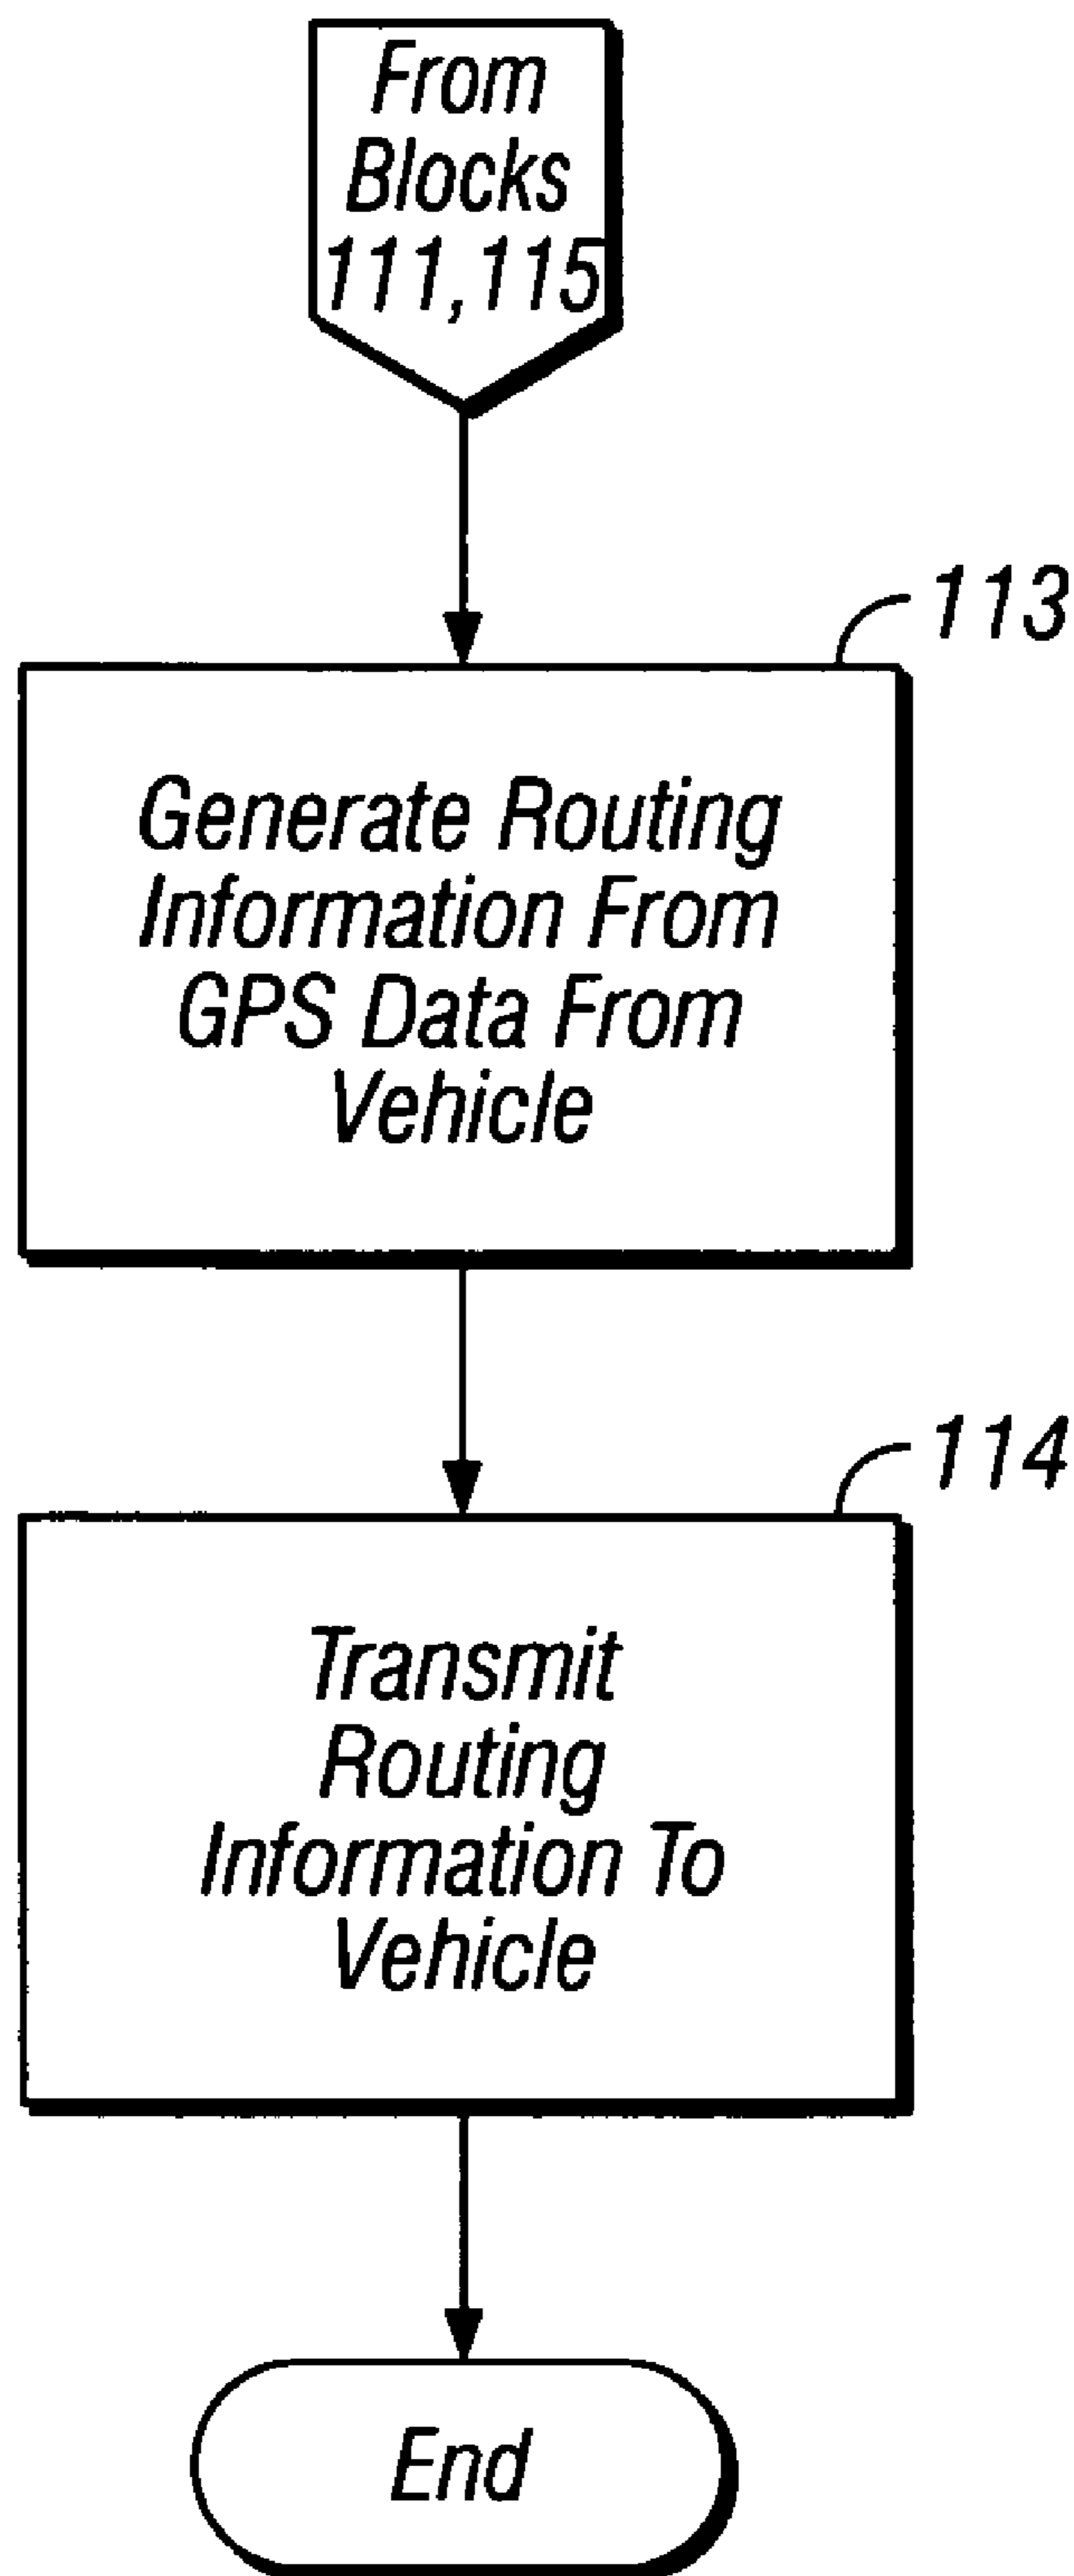 From
Blocks
111,115
113
Generate Routing
Information From
GPS Data From
Vehicle
114
Transmit
Routing
Information To
Vehicle
End